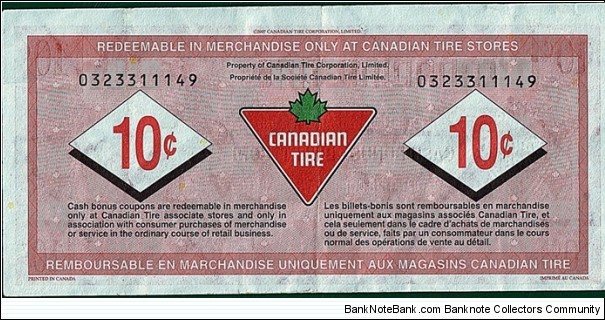 ©2007 CANADIAN TIRE CORPORATION, LIMITED.
REDEEMABLE IN MERCHANDISE ONLY AT CANADIAN TIRE STORES
Property of Canadian Tire Corporation, Limited.
Propriété de la Société Canadian Tire Limitée.
0323311149
0323311149
10¢
CANADIAN
TIRE
10¢
Cash bonus coupons are redeemable in merchandise
only at Canadian Tire associate stores and only in
association with consumer purchases of merchandise
or service in the ordinary course of retail business.
Les billets-bonis sont remboursables en marchandise
uniquement aux magasins associés Canadian Tire, et
cela seulement dans le cadre d'achats de marchandises
ou de service, faits par un consommateur dans le cours
normal des opérations de vente au détail.
REMBOURSABLE EN MARCHANDISE UNIQUEMENT AUX MAGASINS CANADIAN TIRE
PRINTED IN CANADA
IMPRIMÉ AU CANADA
BankNoteBank.com - Banknote Collectors Community